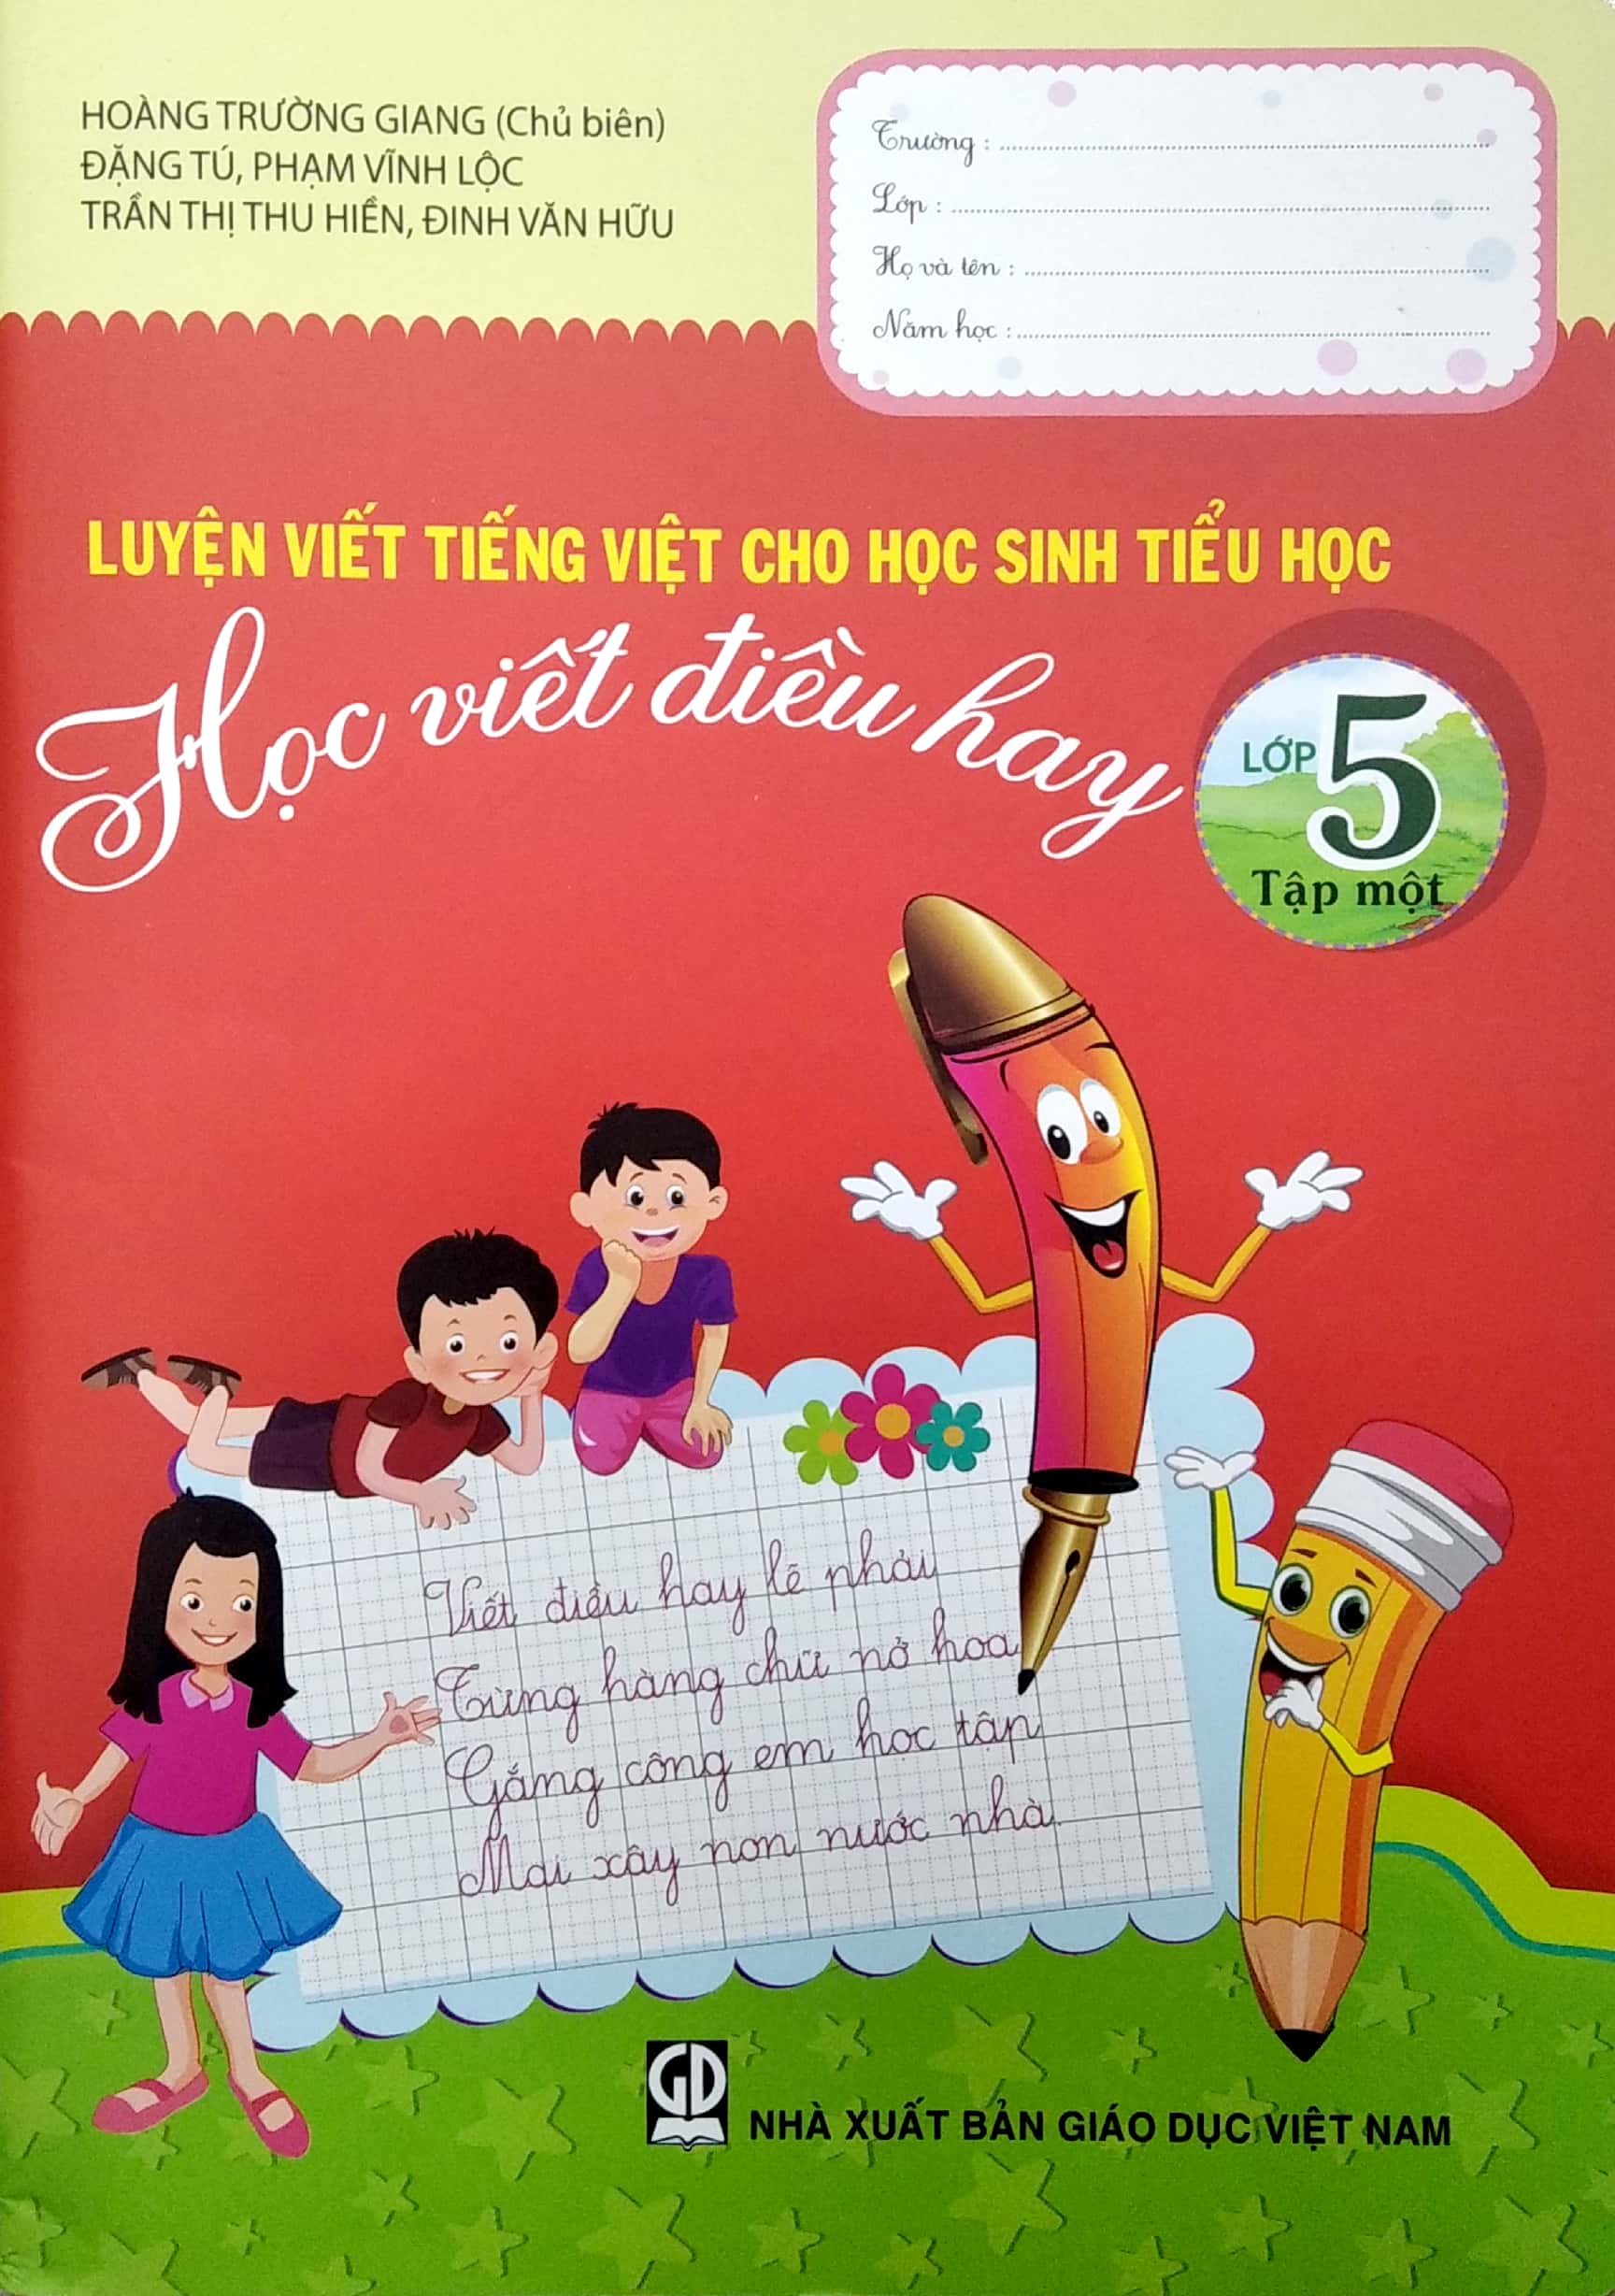 HOÀNG TRƯỜNG GIANG (Chủ biên)
ĐẶNG TÚ, PHẠM VĨNH LỘC
TRẦN THỊ THU HIỀN, ĐINH VĂN HỮU
Trường :
Lớp :
Họ và tên :
Năm học :
LUYỆN VIẾT TIẾNG VIỆT CHO HỌC SINH TIỂU HỌC
Học viết điều hay
LỚP 5
Tập một
Viết điều hay lẽ phải
Từng hàng chữ nở hoa
Gắng công em học tập
Mai xây non nước nhà.
GD
NHÀ XUẤT BẢN GIÁO DỤC VIỆT NAM